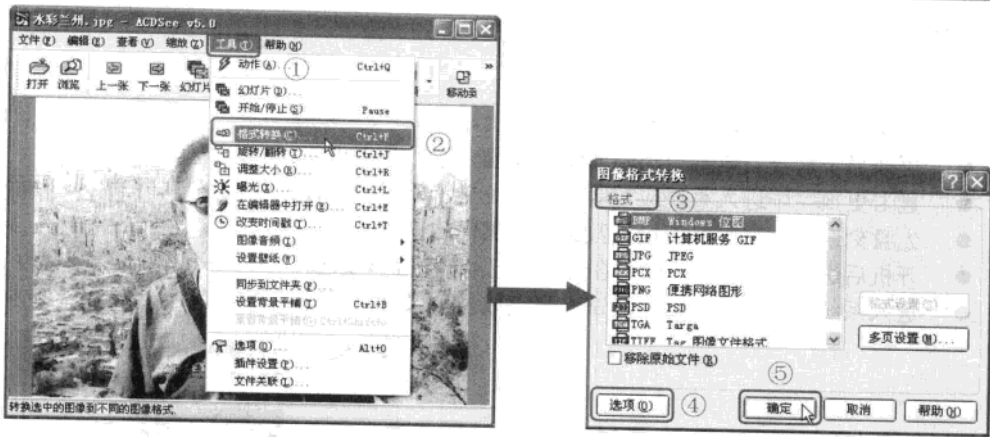 水彩兰州.jpg - ACDSee v5.0
文件(F) 编辑(E) 查看(V) 缩放(Z) 工具(T) 帮助(H)
①
打开 浏览 上一张 下一张 幻灯片 移动至
»
动作(A)... Ctrl+Q
幻灯片(D)...
开始/停止(S) Pause
格式转换(C)... Ctrl+F
②
旋转/翻转(T)... Ctrl+J
调整大小(R)... Ctrl+R
曝光(X)... Ctrl+L
在编辑器中打开(E)... Ctrl+E
改变时间戳(T)... Ctrl+T
图像音频(I)
设置壁纸(W)
同步到文件夹(F)...
设置背景平铺(T) Ctrl+B
选项(O)... Alt+O
插件设置(P)...
文件关联(L)...
转换选中的图像到不同的图像格式.
图像格式转换
格式
③
BMP Windows 位图
GIF 计算机服务 GIF
JPG JPEG
PCX PCX
PNG 便携网络图形
PSD PSD
TGA Targa
TIFF Tag 图像文件格式
格式设置(S)...
多页设置(M)...
移除原始文件(R)
⑤
选项(O)
④
确定 取消 帮助(H)